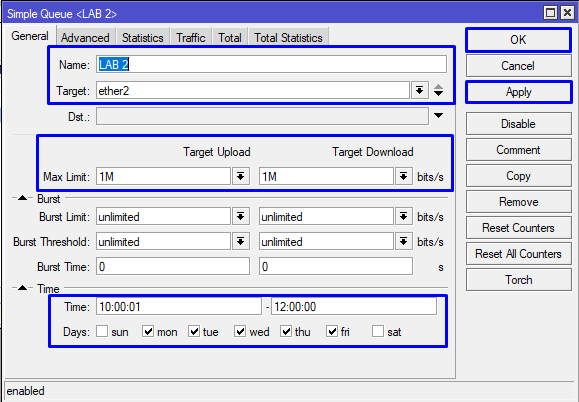 Simple Queue <LAB 2>
General Advanced Statistics Traffic Total Total Statistics
Name: LAB 2
Target: ether2
Dst.:
Target Upload Target Download
Max Limit: 1M 1M bits/s
Burst
Burst Limit: unlimited unlimited bits/s
Burst Threshold: unlimited unlimited bits/s
Burst Time: 0 0 s
Time
Time: 10:00:01 - 12:00:00
Days: sun mon tue wed thu fri sat
enabled
OK
Cancel
Apply
Disable
Comment
Copy
Remove
Reset Counters
Reset All Counters
Torch